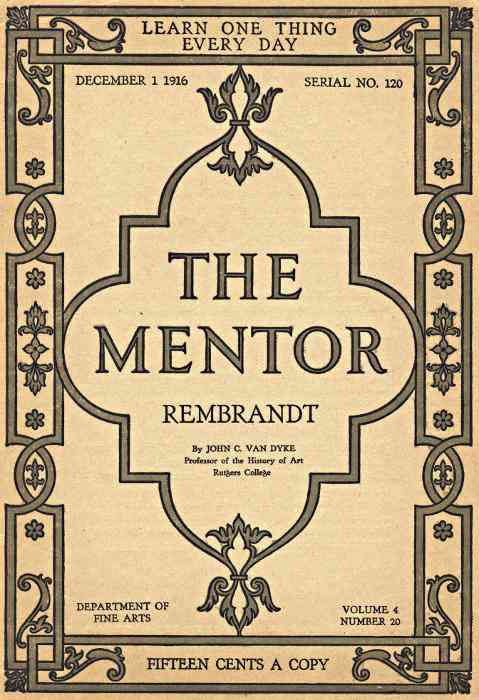 LEARN ONE THING
EVERY DAY
DECEMBER 1 1916
SERIAL NO. 120
THE
MENTOR
REMBRANDT
By JOHN C. VAN DYKE
Professor of the History of Art
Rutgers College
DEPARTMENT OF
FINE ARTS
VOLUME 4
NUMBER 20
FIFTEEN CENTS A COPY